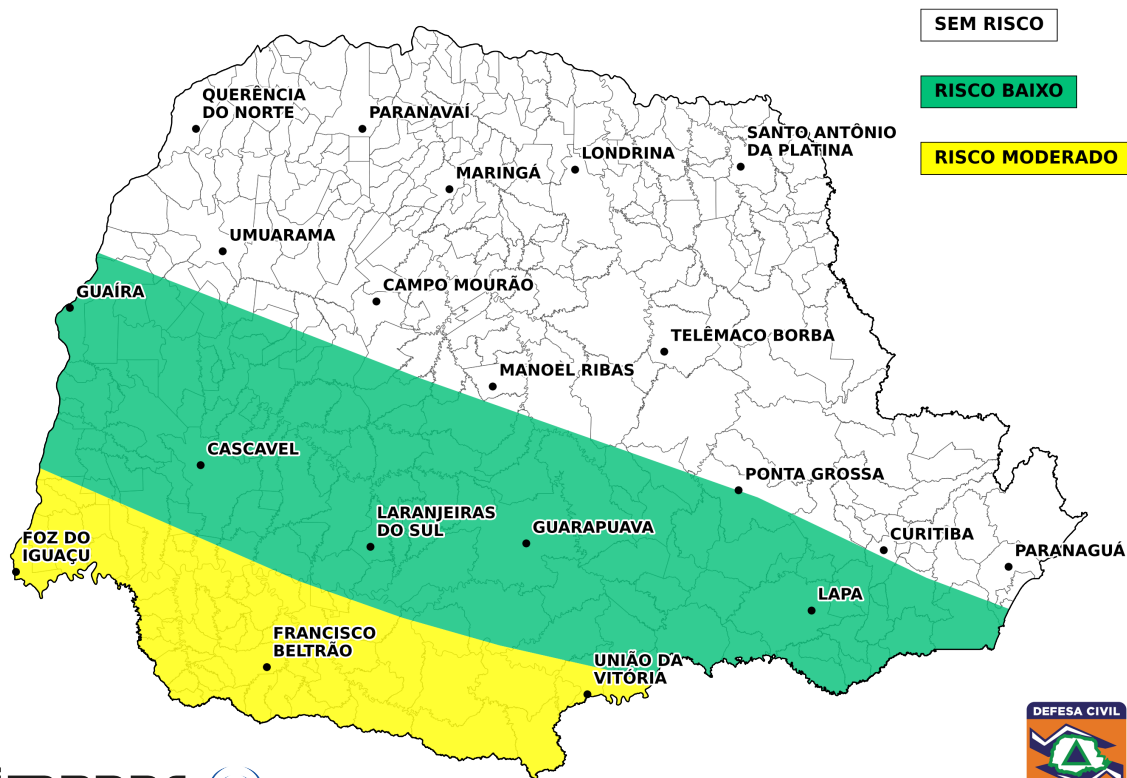 SEM RISCO
RISCO BAIXO
RISCO MODERADO
QUERÊNCIA
DO NORTE
PARANAVAÍ
SANTO ANTÔNIO
DA PLATINA
LONDRINA
MARINGÁ
UMUARAMA
CAMPO MOURÃO
GUAÍRA
TELÊMACO BORBA
MANOEL RIBAS
CASCAVEL
PONTA GROSSA
LARANJEIRAS
DO SUL
GUARAPUAVA
CURITIBA
FOZ DO
IGUAÇU
PARANAGUÁ
LAPA
FRANCISCO
BELTRÃO
UNIÃO DA
VITÓRIA
DEFESA CIVIL